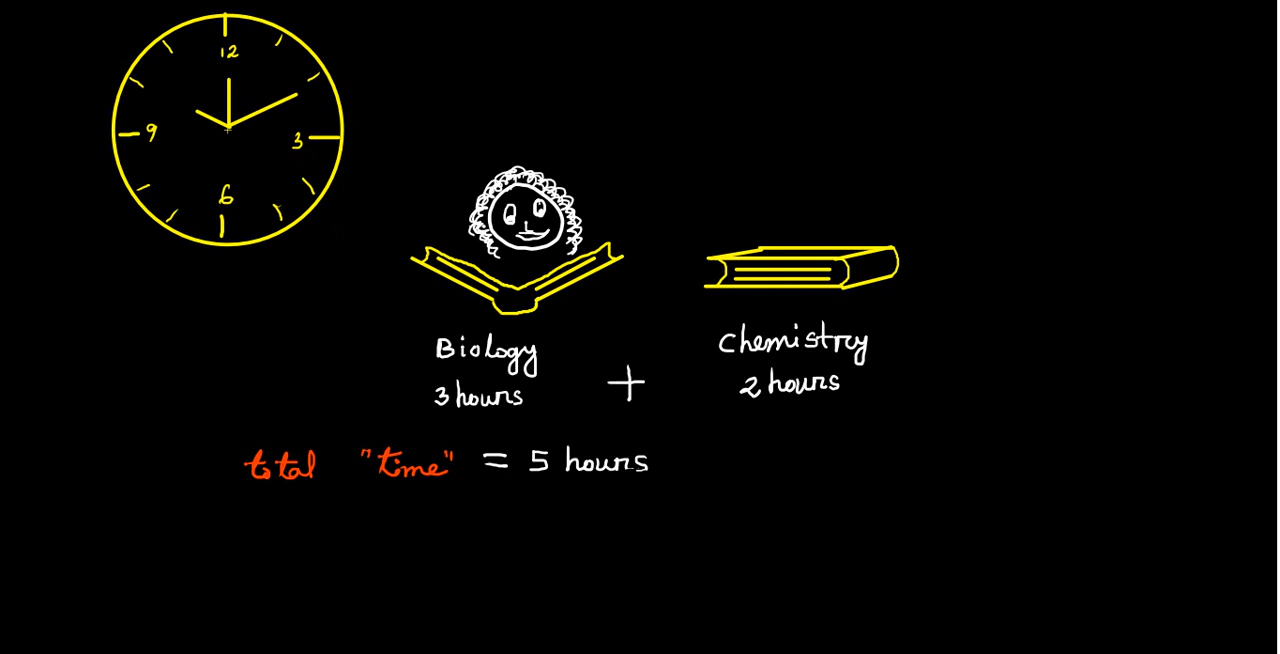 12
9
3
6
Biology
3 hours
+
Chemistry
2 hours
total "time" = 5 hours